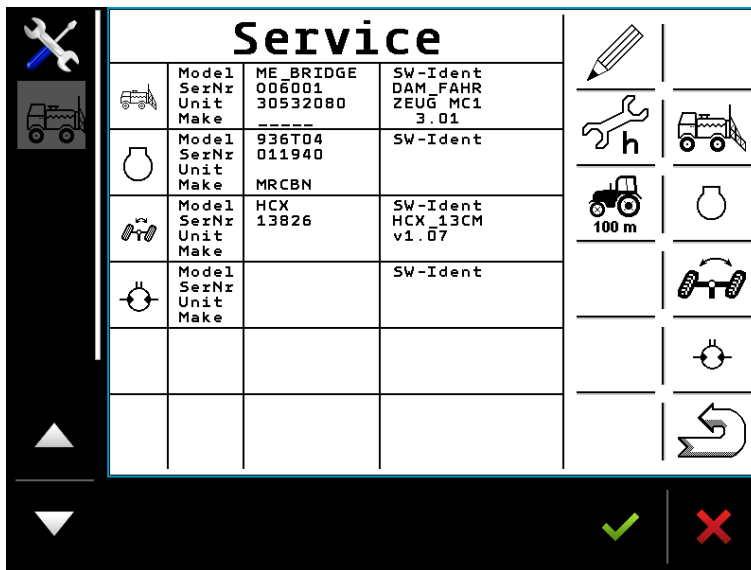 Service
Model ME_BRIDGE SW-Ident
SerNr 006001 DAM_FAHR
Unit 30532080 ZEUG MC1
Make _____ 3.01
Model 936T04 SW-Ident
SerNr 011940
Unit
Make MRCBN
Model HCX SW-Ident
SerNr 13826 HCX_13CM
Unit v1.07
Make
Model SW-Ident
SerNr
Unit
Make
h
100 m